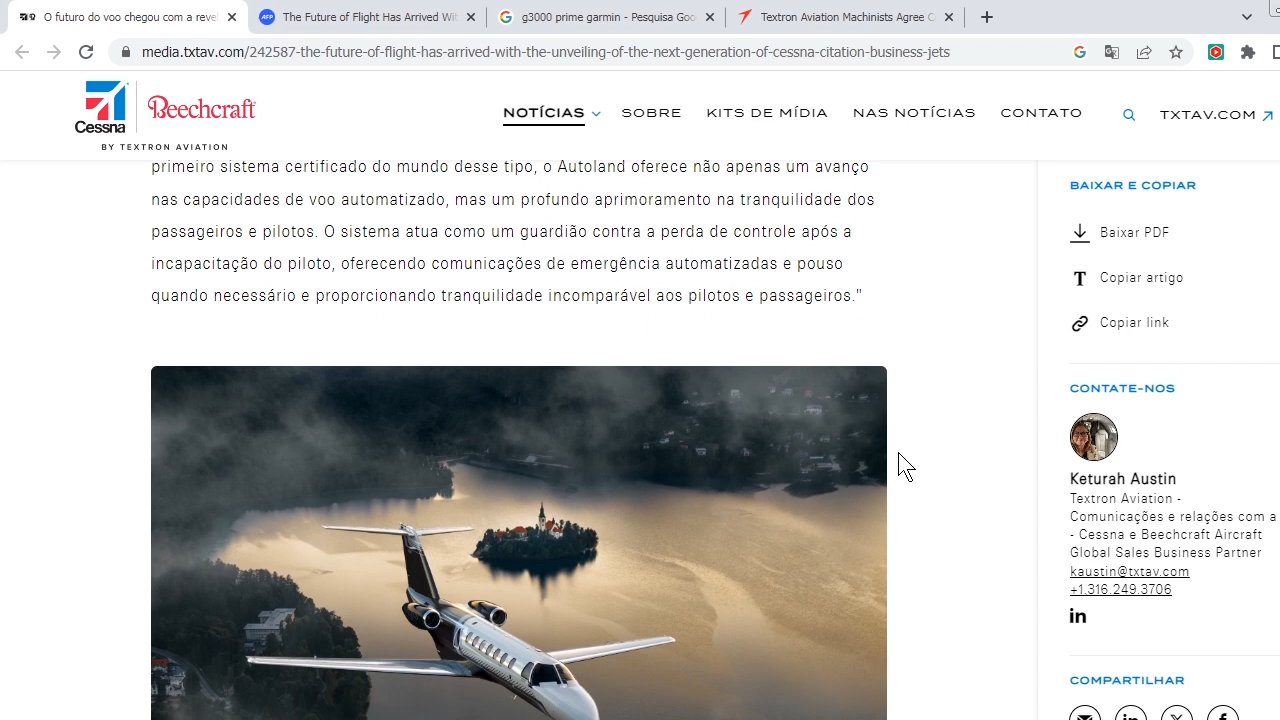 O futuro do voo chegou com a reve
The Future of Flight Has Arrived Wit
g3000 prime garmin - Pesquisa Goo
Textron Aviation Machinists Agree C
media.txtav.com/242587-the-future-of-flight-has-arrived-with-the-unveiling-of-the-next-generation-of-cessna-citation-business-jets
Cessna
Beechcraft
BY TEXTRON AVIATION
NOTÍCIAS
SOBRE
KITS DE MÍDIA
NAS NOTÍCIAS
CONTATO
TXTAV.COM
primeiro sistema certificado do mundo desse tipo, o Autoland oferece não apenas um avanço
nas capacidades de voo automatizado, mas um profundo aprimoramento na tranquilidade dos
passageiros e pilotos. O sistema atua como um guardião contra a perda de controle após a
incapacitação do piloto, oferecendo comunicações de emergência automatizadas e pouso
quando necessário e proporcionando tranquilidade incomparável aos pilotos e passageiros."
BAIXAR E COPIAR
Baixar PDF
Copiar artigo
Copiar link
CONTATE-NOS
Keturah Austin
Textron Aviation -
Comunicações e relações com a
- Cessna e Beechcraft Aircraft
Global Sales Business Partner
kaustin@txtav.com
+1.316.249.3706
in
COMPARTILHAR